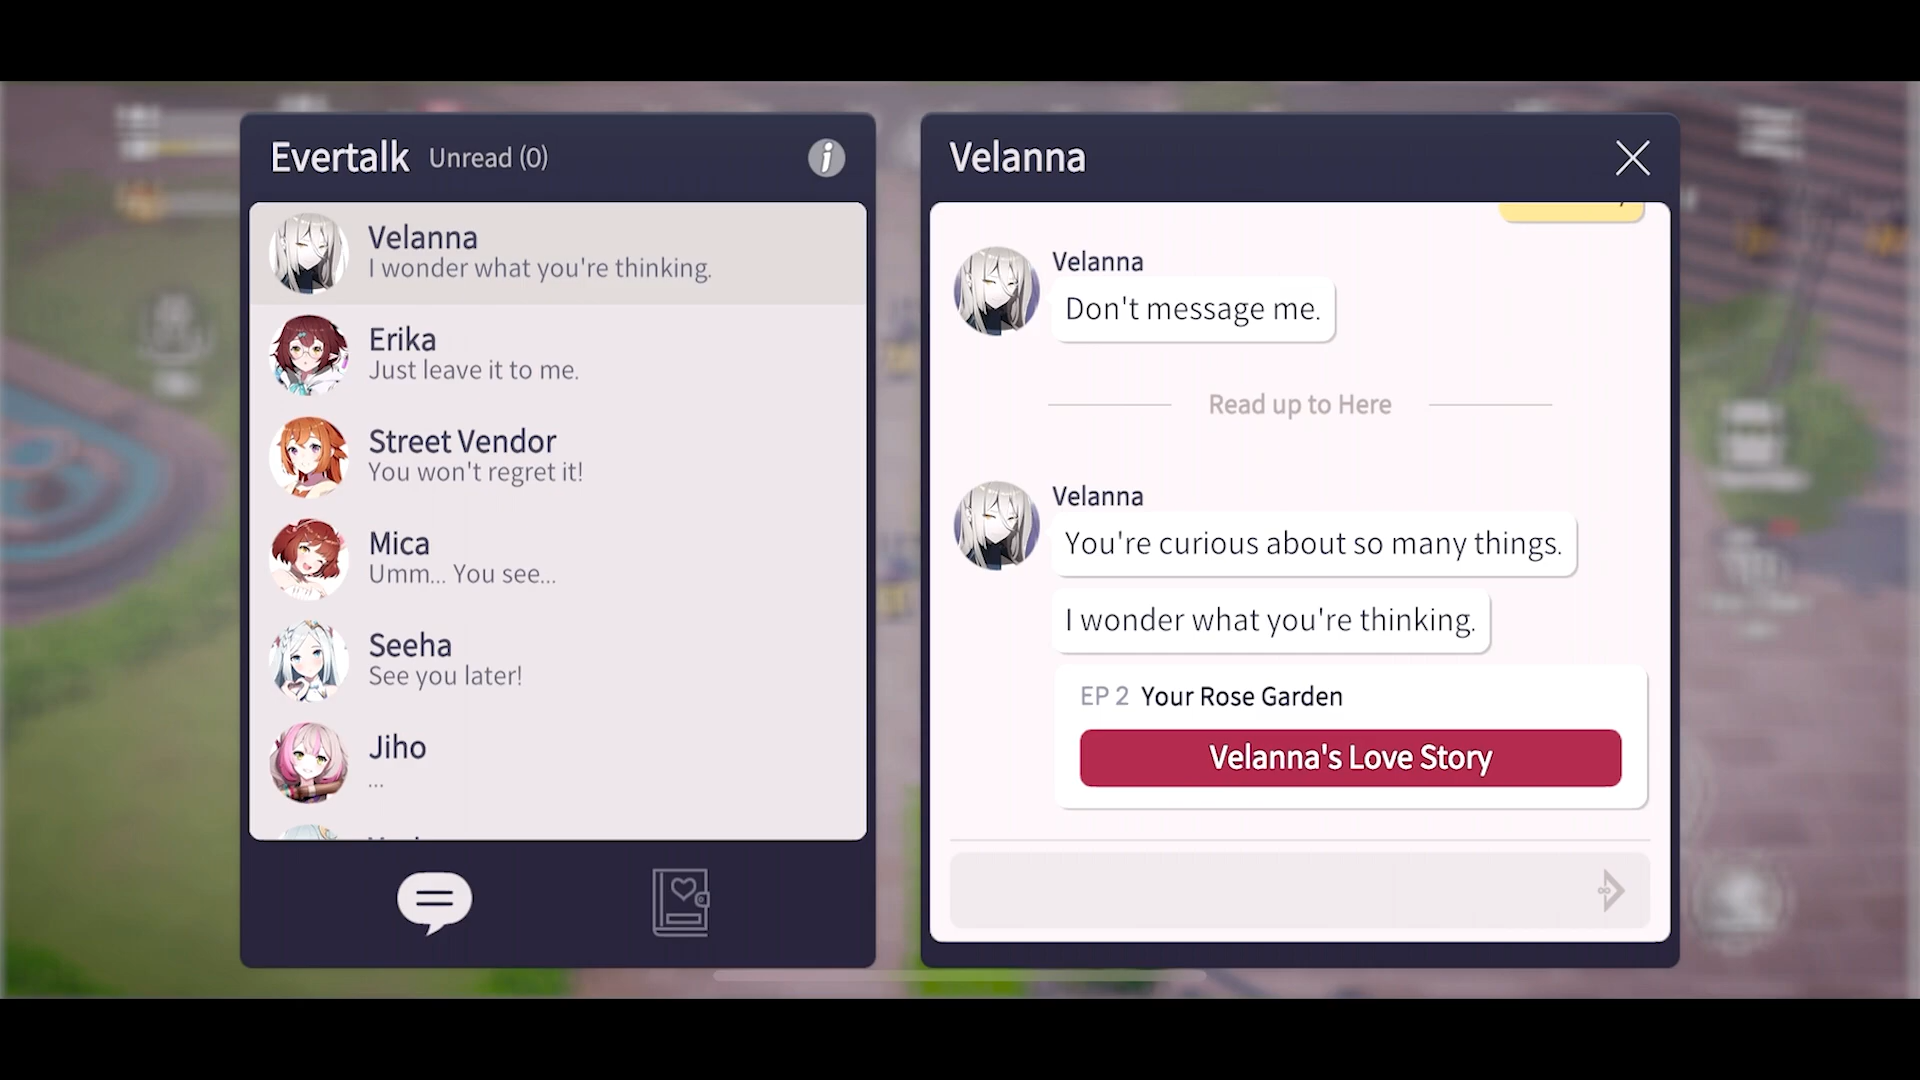 Evertalk Unread (0)
Velanna
I wonder what you're thinking.
Erika
Just leave it to me.
Street Vendor
You won't regret it!
Mica
Umm... You see...
Seeha
See you later!
Jiho
...
Velanna
Velanna
Don't message me.
Read up to Here
Velanna
You're curious about so many things.
I wonder what you're thinking.
EP 2 Your Rose Garden
Velanna's Love Story